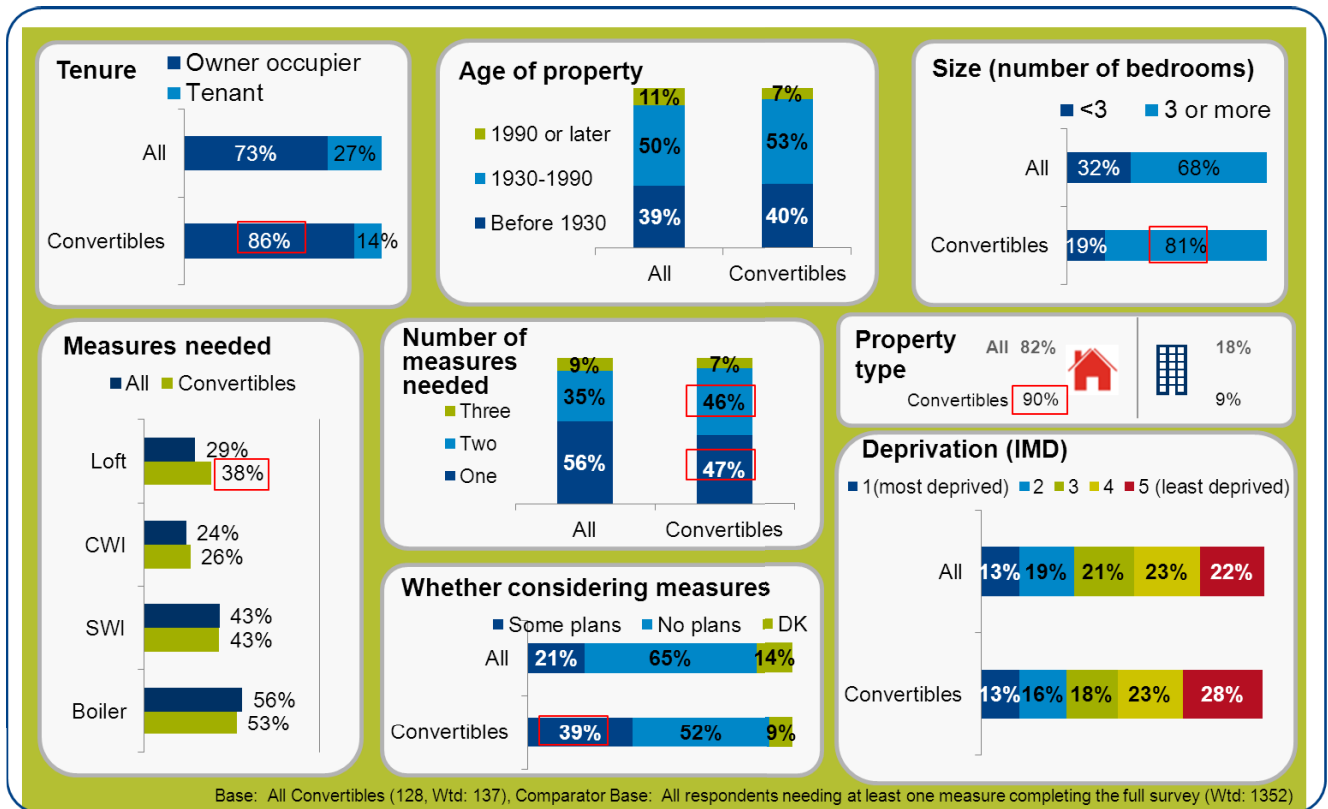 Tenure
Owner occupier
Tenant
All
73%
27%
Convertibles
86%
14%
Age of property
1990 or later
1930-1990
Before 1930
11%
50%
39%
7%
53%
40%
All
Convertibles
Size (number of bedrooms)
<3
3 or more
All
32%
68%
Convertibles
19%
81%
Measures needed
All
Convertibles
Loft
29%
38%
CWI
24%
26%
SWI
43%
43%
Boiler
56%
53%
Number of
measures
needed
Three
Two
One
9%
35%
56%
7%
46%
47%
All
Convertibles
Property
type
All 82%
18%
Convertibles 90%
9%
Whether considering measures
Some plans
No plans
DK
All
21%
65%
14%
Convertibles
39%
52%
9%
Deprivation (IMD)
1(most deprived)
2
3
4
5 (least deprived)
All
13%
19%
21%
23%
22%
Convertibles
13%
16%
18%
23%
28%
Base: All Convertibles (128, Wtd: 137), Comparator Base: All respondents needing at least one measure completing the full survey (Wtd: 1352)